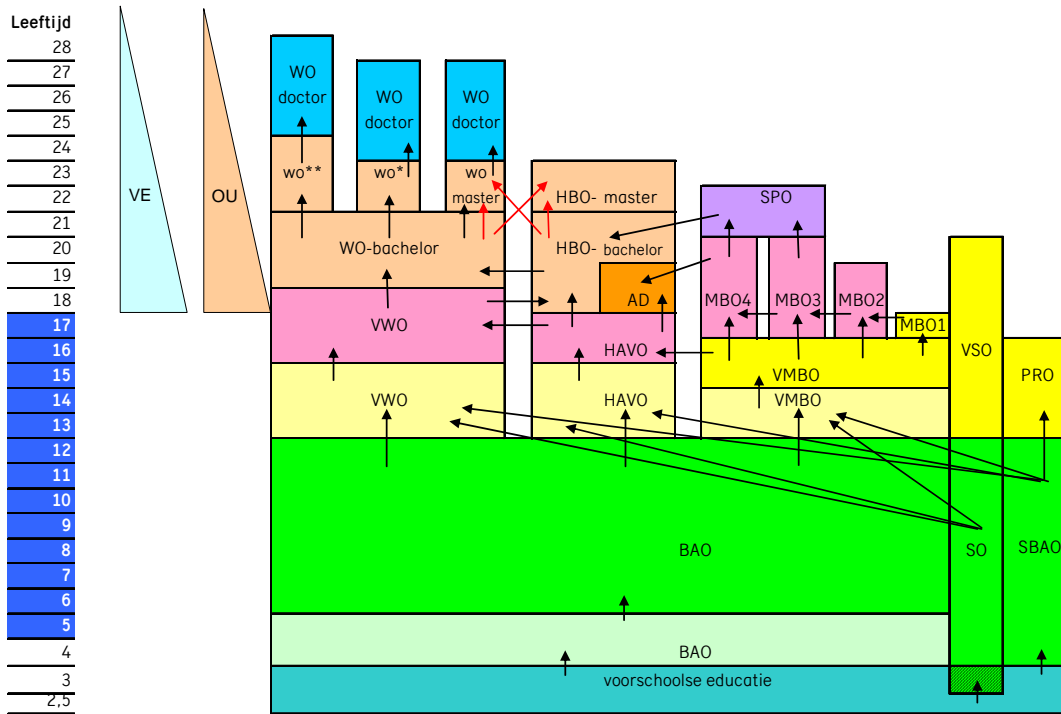 Leeftijd
28
27
26
25
24
23
22
21
20
19
18
17
16
15
14
13
12
11
10
9
8
7
6
5
4
3
2,5
VE
OU
WO
doctor
WO
doctor
WO
doctor
wo**
wo*
wo
master
HBO- master
SPO
WO-bachelor
HBO- bachelor
AD
MBO4
MBO3
MBO2
MBO1
VWO
HAVO
VMBO
VSO
PRO
VWO
HAVO
VMBO
BAO
SO
SBAO
BAO
voorschoolse educatie